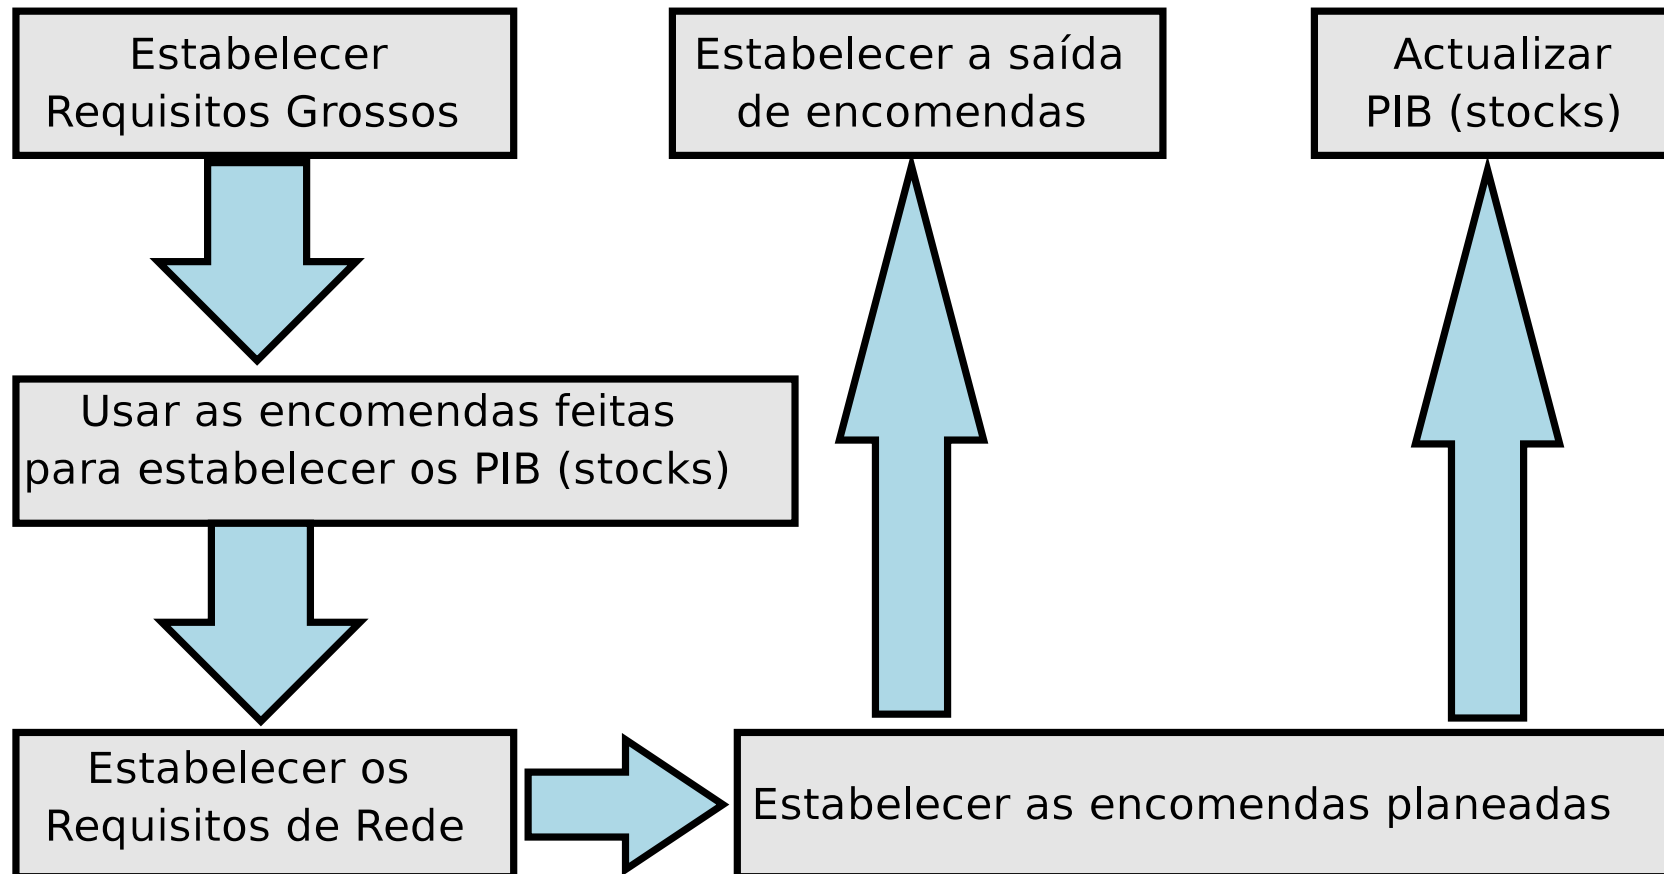 Estabelecer
Requisitos Grossos
Estabelecer a saída
de encomendas
Actualizar
PIB (stocks)
Usar as encomendas feitas
para estabelecer os PIB (stocks)
Estabelecer os
Requisitos de Rede
Estabelecer as encomendas planeadas